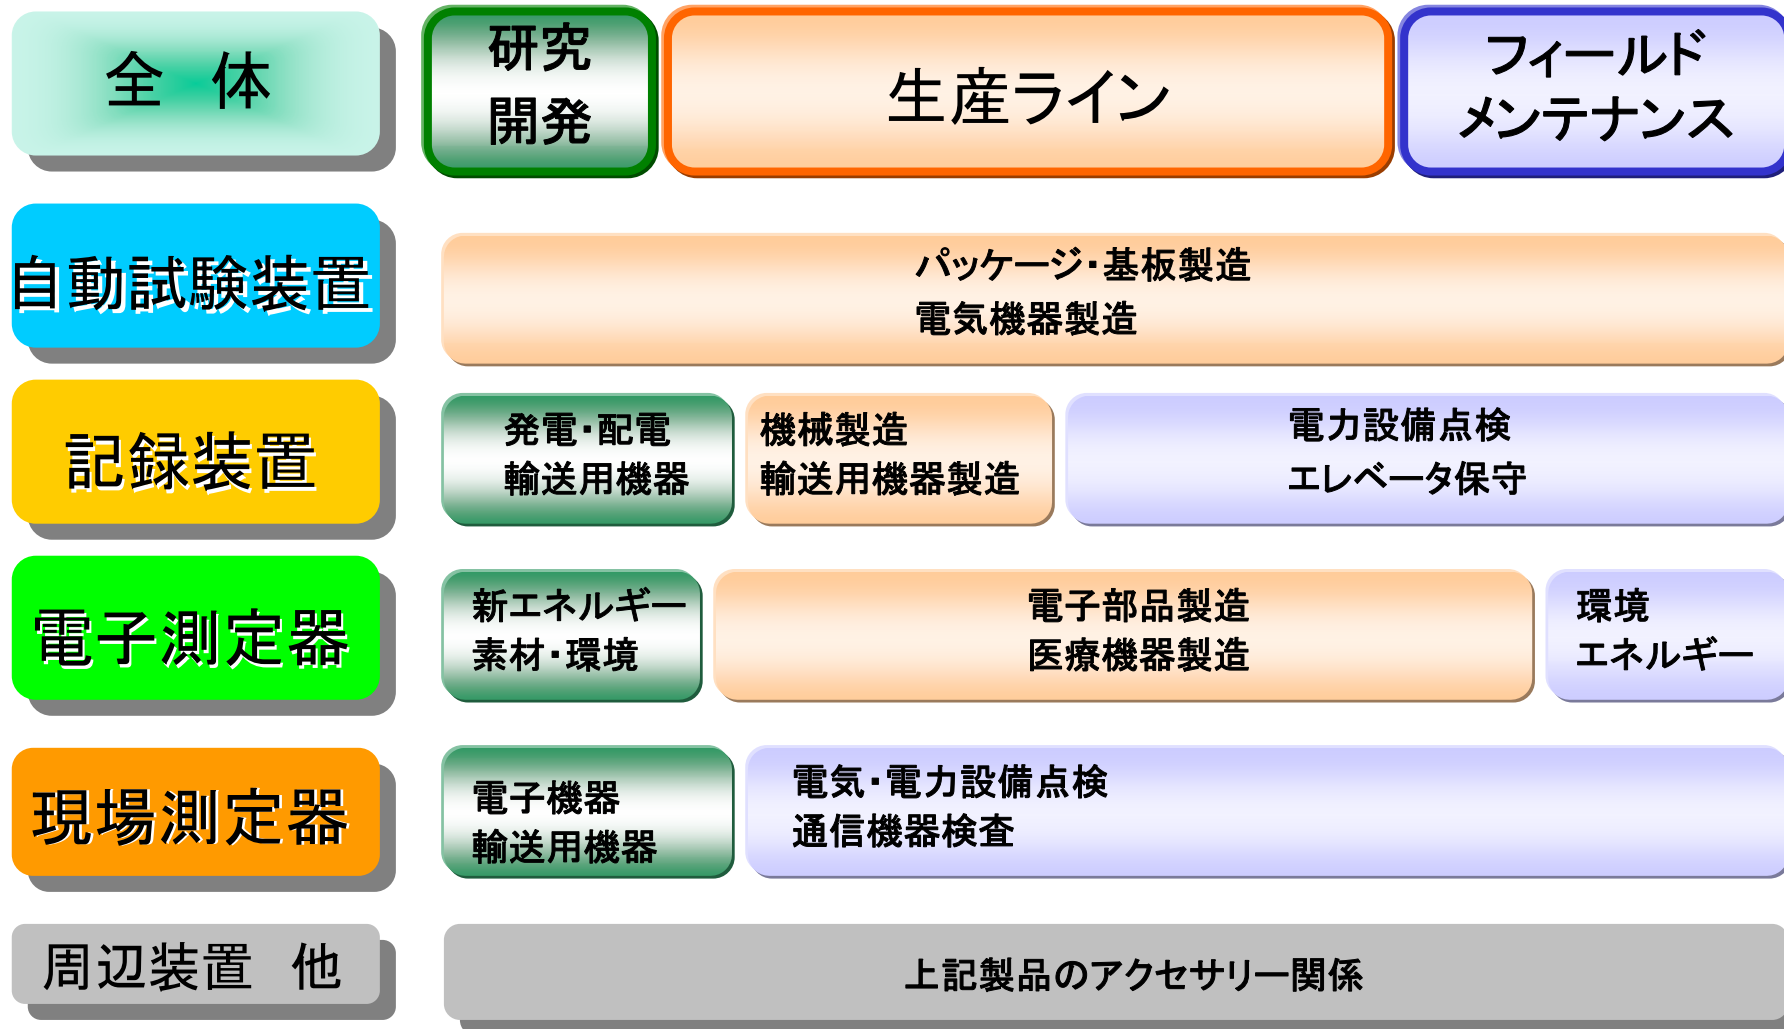 全　体
研究
開発
生産ライン
フィールド
メンテナンス
自動試験装置
パッケージ・基板製造
電気機器製造
記録装置
発電・配電
輸送用機器
機械製造
輸送用機器製造
電力設備点検
エレベータ保守
電子測定器
新エネルギー
素材・環境
電子部品製造
医療機器製造
環境
エネルギー
現場測定器
電子機器
輸送用機器
電気・電力設備点検
通信機器検査
周辺装置　他
上記製品のアクセサリー関係